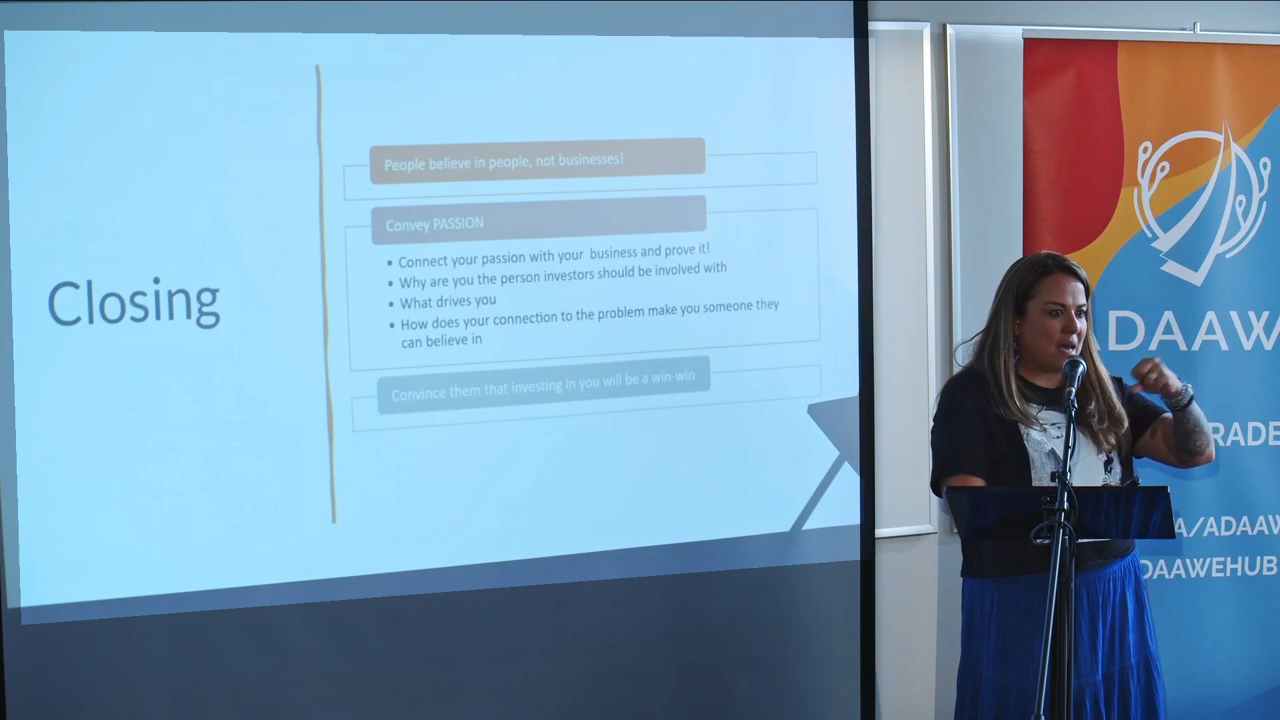 People believe in people, not businesses!
Convey PASSION
• Connect your passion with your business and prove it!
• Why are you the person investors should be involved with
• What drives you
• How does your connection to the problem make you someone they
can believe in
Closing
Convince them that investing in you will be a win-win
DAAW
RADE
A/ADAAW
DAAWEHUB